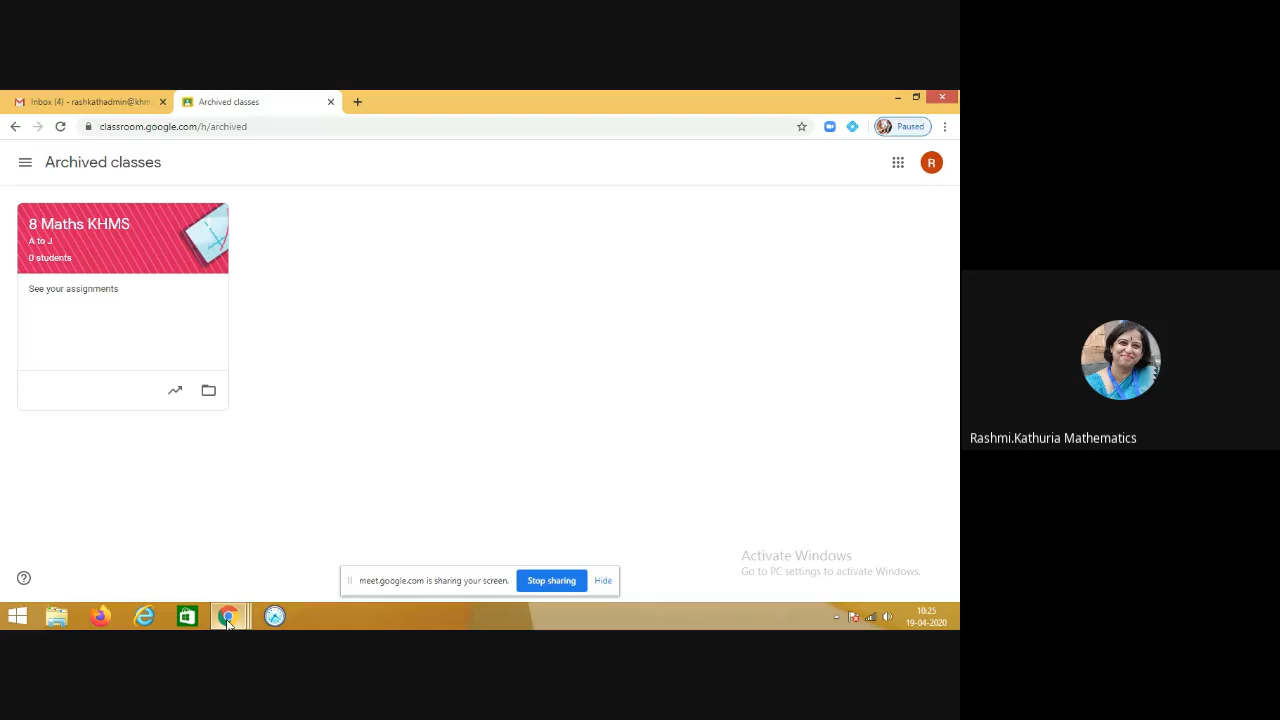 Inbox (4) - rashkathadmin@khm
Archived classes
classroom.google.com/h/archived
Paused
Archived classes
R
8 Maths KHMS
A to J
0 students
See your assignments
Rashmi.Kathuria Mathematics
Activate Windows
Go to PC settings to activate Windows.
meet.google.com is sharing your screen.
Stop sharing
Hide
10:25
19-04-2020